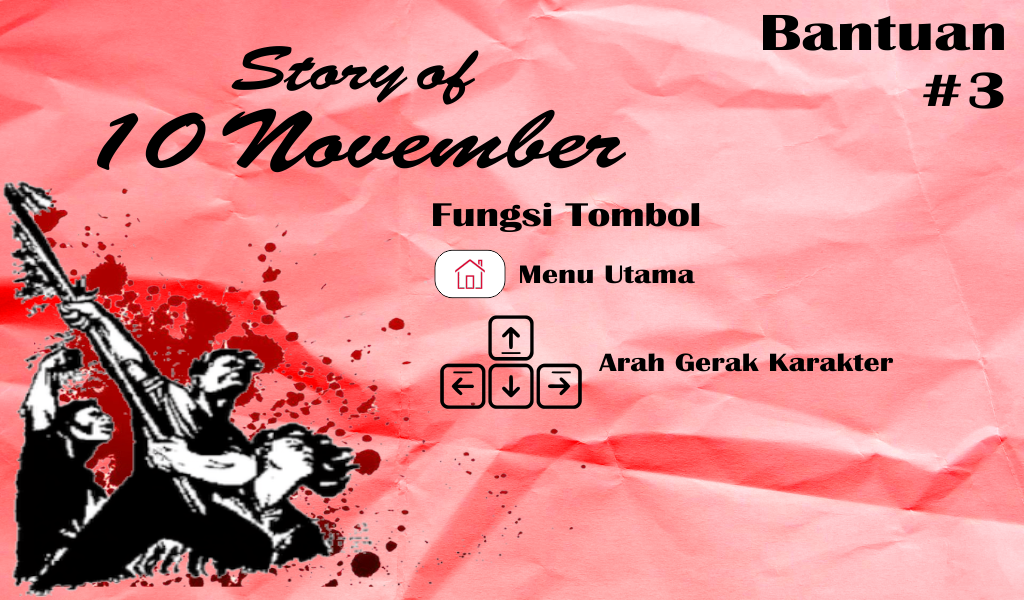 Bantuan
#3
Story of
10 November
Fungsi Tombol
Menu Utama
Arah Gerak Karakter